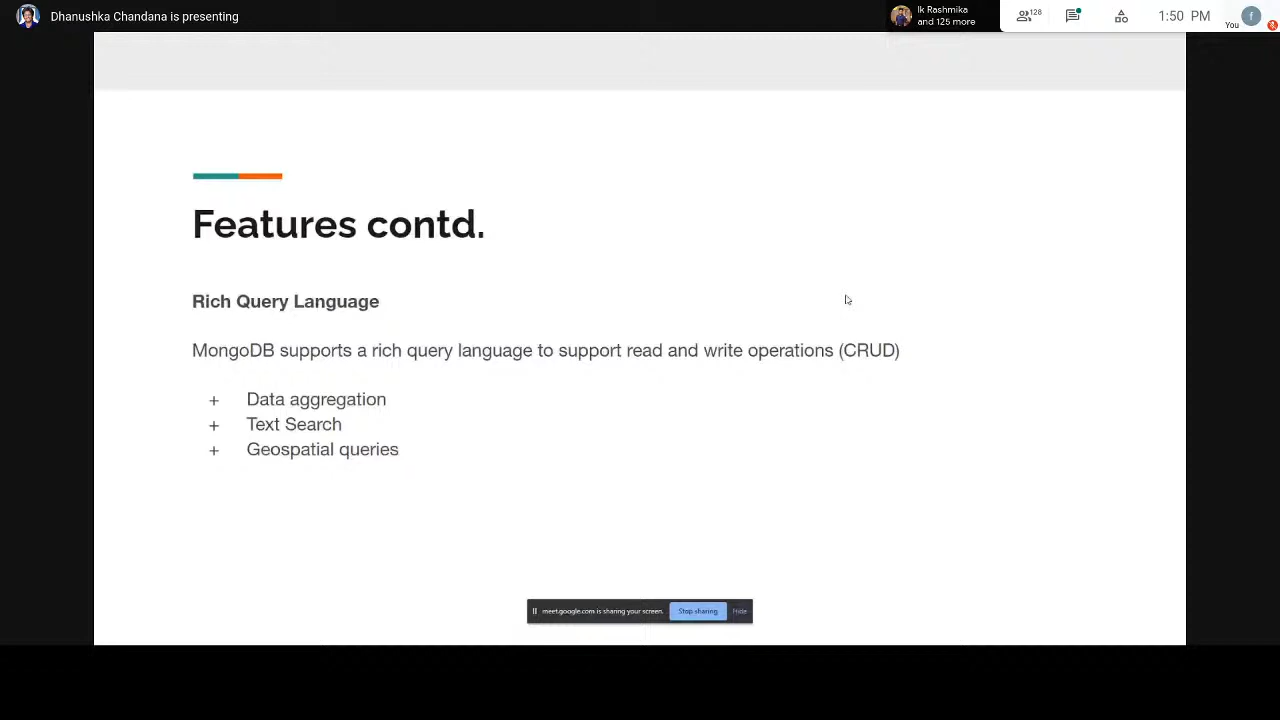 Dhanushka Chandana is presenting
Ik Rashmika
and 125 more
128
1:50 PM
You
f
Features contd.
Rich Query Language
MongoDB supports a rich query language to support read and write operations (CRUD)
+ Data aggregation
+ Text Search
+ Geospatial queries
meet.google.com is sharing your screen.
Stop sharing
Hide